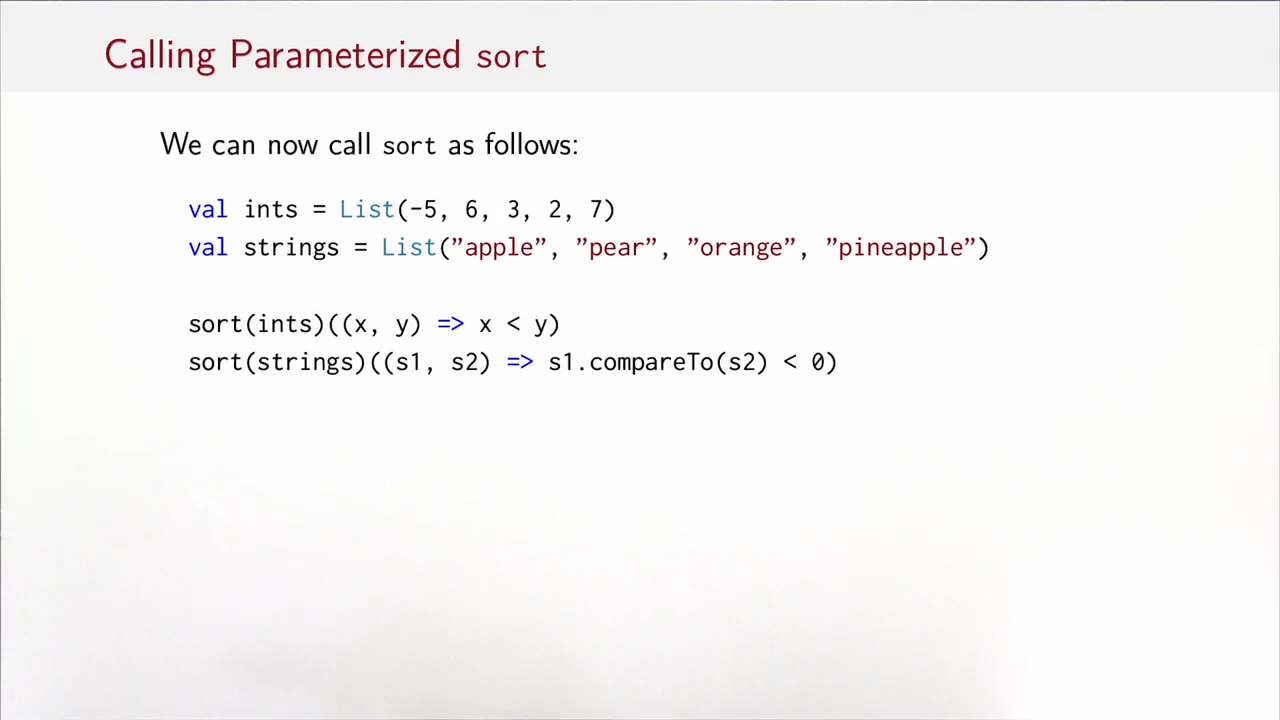 Calling Parameterized sort
We can now call sort as follows:
val ints = List(-5, 6, 3, 2, 7)
val strings = List(”apple”, ”pear”, ”orange”, ”pineapple”)
sort(ints)((x, y) => x < y)
sort(strings)((s1, s2) => s1.compareTo(s2) < 0)